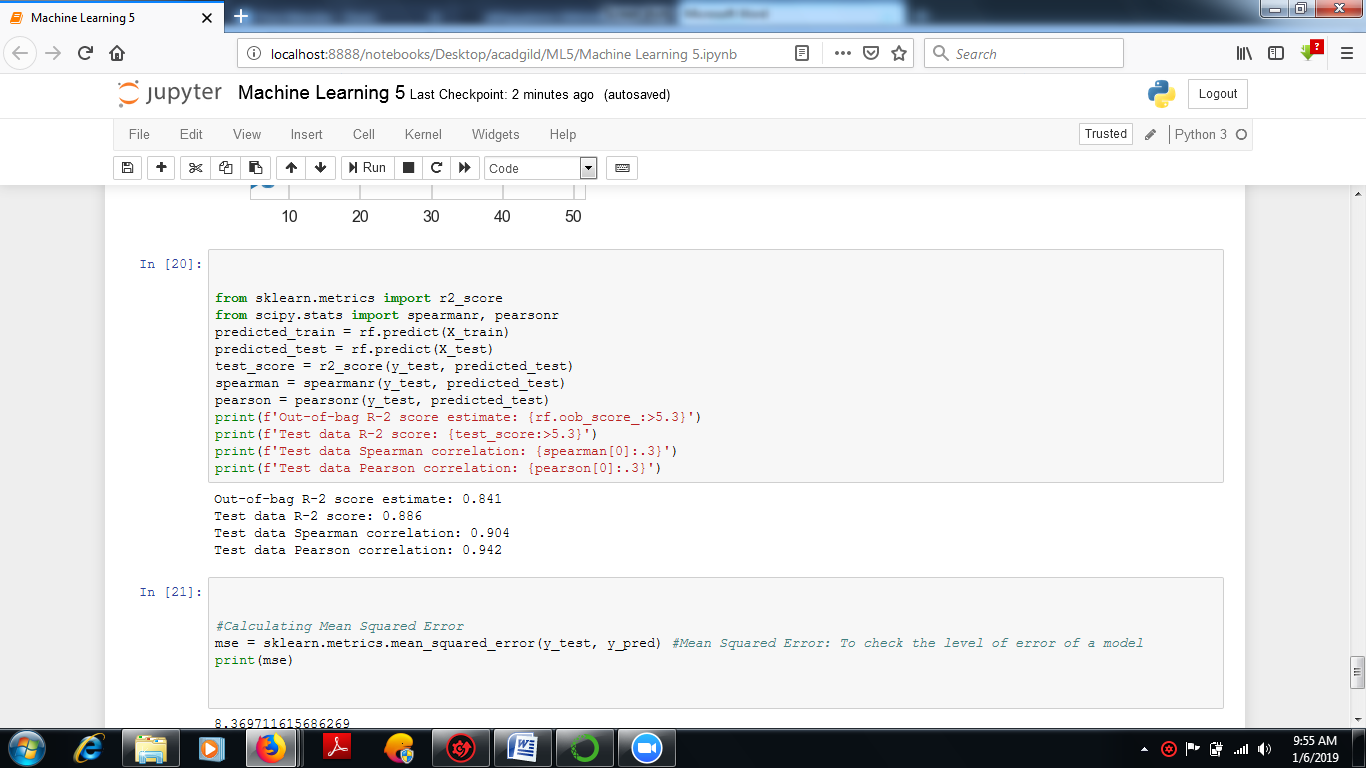 Machine Learning 5
Microsoft Word
localhost:8888/notebooks/Desktop/acadgild/ML5/Machine Learning 5.ipynb
Search
?
jupyter Machine Learning 5 Last Checkpoint: 2 minutes ago (autosaved)
Logout
File Edit View Insert Cell Kernel Widgets Help
Trusted
Python 3
Run
Code
10 20 30 40 50
In [20]:
from sklearn.metrics import r2_score
from scipy.stats import spearmanr, pearsonr
predicted_train = rf.predict(X_train)
predicted_test = rf.predict(X_test)
test_score = r2_score(y_test, predicted_test)
spearman = spearmanr(y_test, predicted_test)
pearson = pearsonr(y_test, predicted_test)
print(f'Out-of-bag R-2 score estimate: {rf.oob_score_:>5.3}')
print(f'Test data R-2 score: {test_score:>5.3}')
print(f'Test data Spearman correlation: {spearman[0]:.3}')
print(f'Test data Pearson correlation: {pearson[0]:.3}')
Out-of-bag R-2 score estimate: 0.841
Test data R-2 score: 0.886
Test data Spearman correlation: 0.904
Test data Pearson correlation: 0.942
In [21]:
#Calculating Mean Squared Error
mse = sklearn.metrics.mean_squared_error(y_test, y_pred) #Mean Squared Error: To check the level of error of a model
print(mse)
8.369711615686269
9:55 AM
1/6/2019